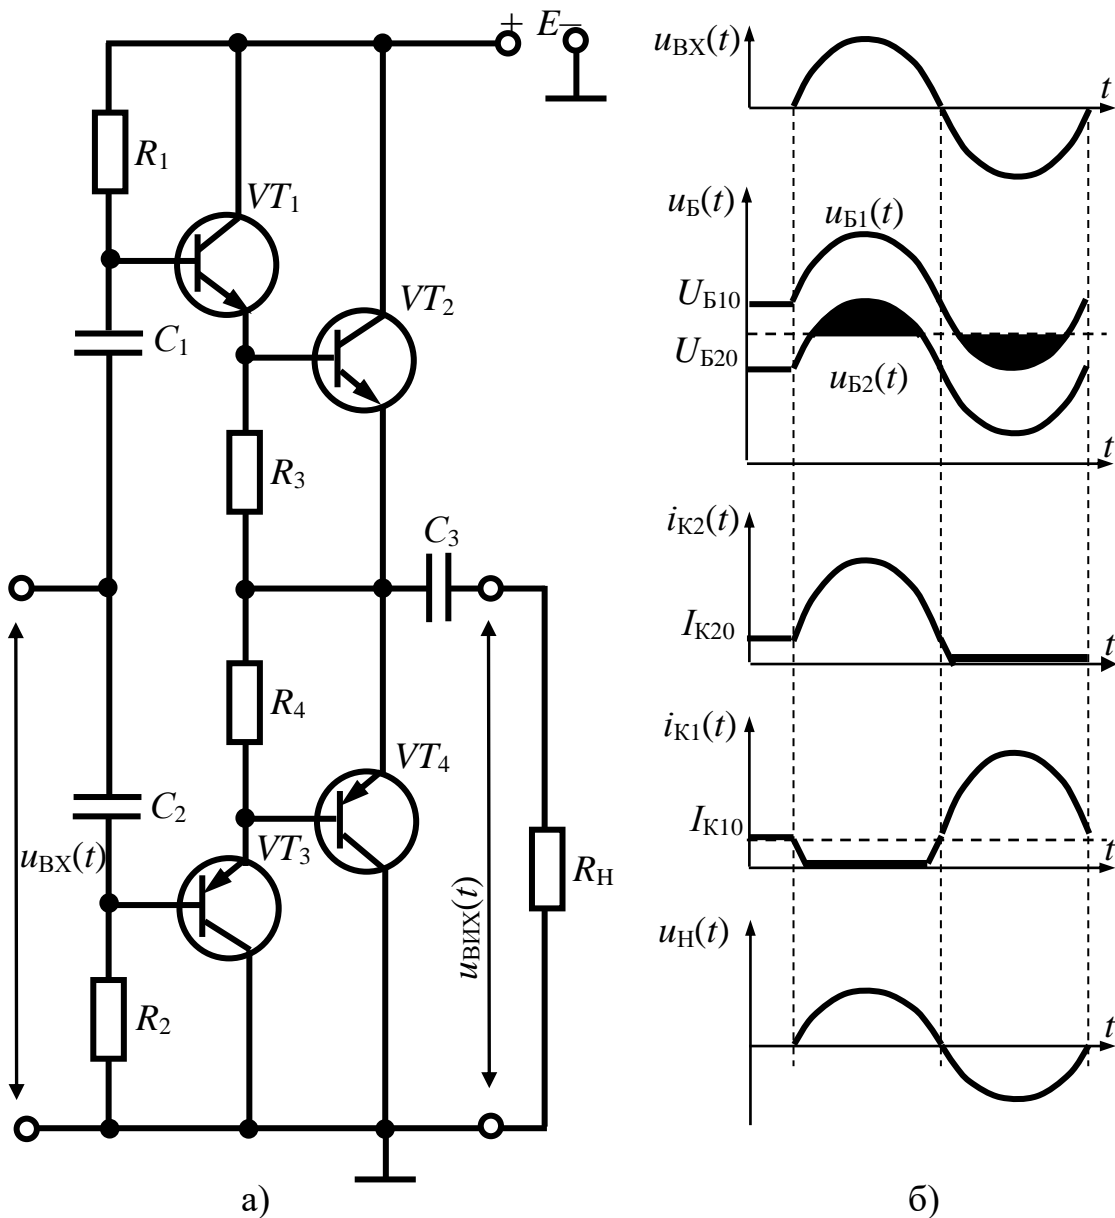 + E −
R1
VT1
VT2
C1
R3
C3
R4
VT4
C2
VT3
uВХ(t)
uВИХ(t)
RН
R2
а)
uВХ(t)
t
uБ(t)
uБ1(t)
UБ10
UБ20
uБ2(t)
t
iК2(t)
IК20
t
iК1(t)
IК10
t
uН(t)
t
б)